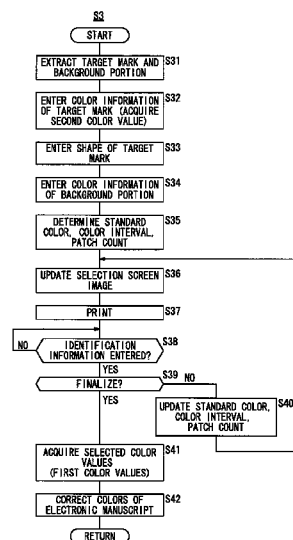 S3
START
EXTRACT TARGET MARK AND
BACKGROUND PORTION
S31
ENTER COLOR INFORMATION
OF TARGET MARK (ACQUIRE
SECOND COLOR VALUE)
S32
ENTER SHAPE OF TARGET
MARK
S33
ENTER COLOR INFORMATION
OF BACKGROUND PORTION
S34
DETERMINE STANDARD
COLOR, COLOR INTERVAL,
PATCH COUNT
S35
UPDATE SELECTION SCREEN
IMAGE
S36
PRINT
S37
IDENTIFICATION
INFORMATION ENTERED?
S38
NO
YES
FINALIZE?
S39
NO
YES
UPDATE STANDARD COLOR,
COLOR INTERVAL,
PATCH COUNT
S40
ACQUIRE SELECTED COLOR
VALUES
(FIRST COLOR VALUES)
S41
CORRECT COLORS OF
ELECTRONIC MANUSCRIPT
S42
RETURN